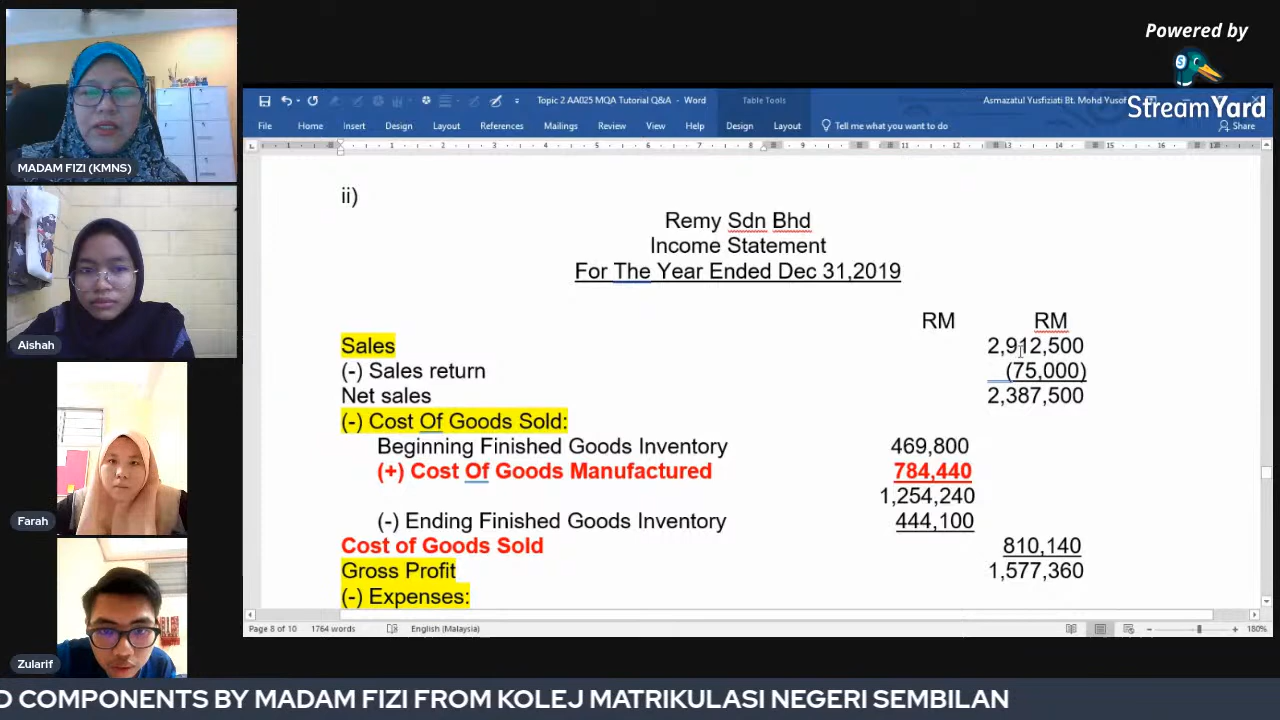 Powered by
StreamYard
MADAM FIZI (KMNS)
Aishah
Farah
Zularif
Topic 2 AA025 MQA Tutorial Q&A - Word
Table Tools
Asmazatul Yusfiziati Bt. Mohd Yusof
File Home Insert Design Layout References Mailings Review View Help Design Layout Tell me what you want to do Share
ii)
Remy Sdn Bhd
Income Statement
For The Year Ended Dec 31,2019
RM RM
Sales 2,912,500
(-) Sales return (75,000)
Net sales 2,387,500
(-) Cost Of Goods Sold:
Beginning Finished Goods Inventory 469,800
(+) Cost Of Goods Manufactured 784,440
1,254,240
(-) Ending Finished Goods Inventory 444,100
Cost of Goods Sold 810,140
Gross Profit 1,577,360
(-) Expenses:
Page 8 of 10 1764 words English (Malaysia) 180%
D COMPONENTS BY MADAM FIZI FROM KOLEJ MATRIKULASI NEGERI SEMBILAN